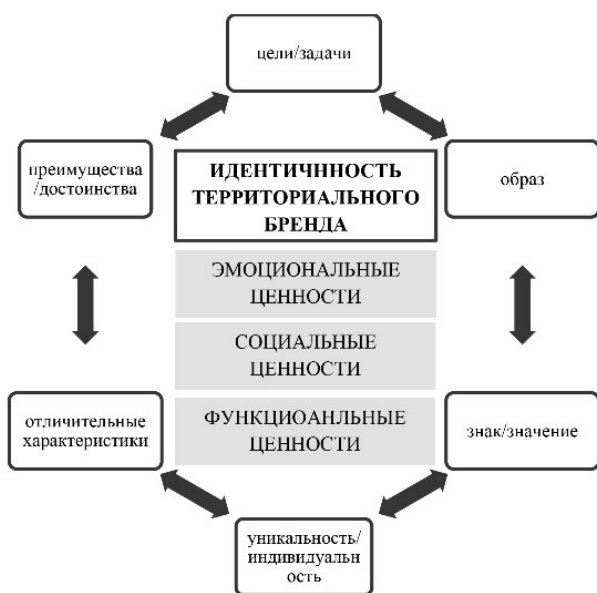 цели/задачи
преимущества
/достоинства
ИДЕНТИЧННОСТЬ
ТЕРРИТОРИАЛЬНОГО
БРЕНДА
образ
ЭМОЦИОНАЛЬНЫЕ
ЦЕННОСТИ
СОЦИАЛЬНЫЕ
ЦЕННОСТИ
отличительные
характеристики
ФУНКЦИОАНЛЬНЫЕ
ЦЕННОСТИ
знак/значение
уникальность/
индивидуальн
ость